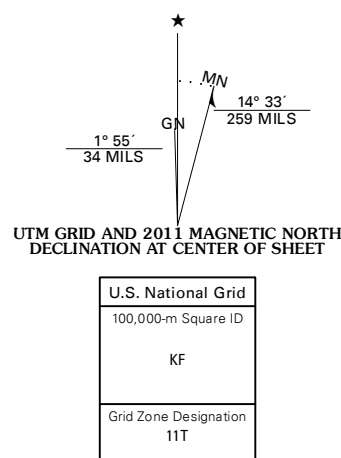 ★
MN
14° 33´
259 MILS
GN
1° 55´
34 MILS
UTM GRID AND 2011 MAGNETIC NORTH
DECLINATION AT CENTER OF SHEET
U.S. National Grid
100,000-m Square ID
KF
Grid Zone Designation
11T